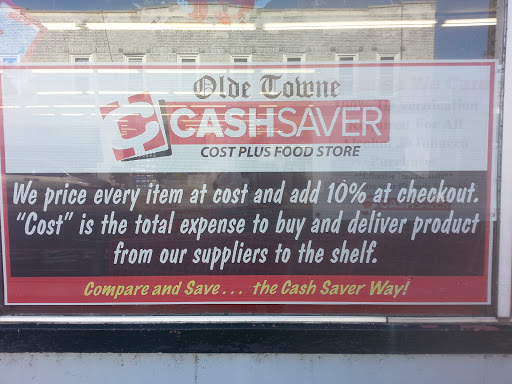 Olde Towne
CASHSAVER
COST PLUS FOOD STORE
We price every item at cost and add 10% at checkout.
"Cost" is the total expense to buy and deliver product
from our suppliers to the shelf.
Compare and Save... the Cash Saver Way!